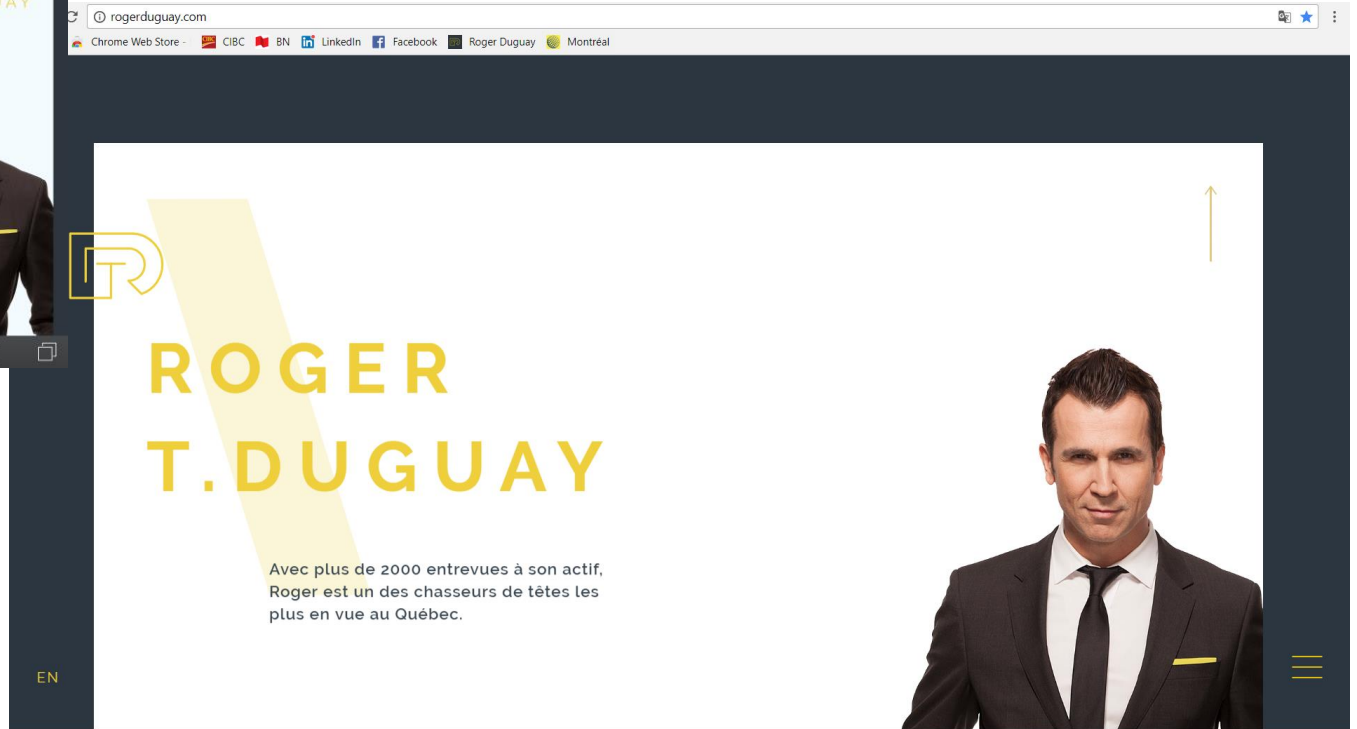 UAY
rogerduguay.com
Chrome Web Store - CIBC BN LinkedIn Facebook Roger Duguay Montréal
ROGER
T.DUGUAY
Avec plus de 2000 entrevues à son actif,
Roger est un des chasseurs de têtes les
plus en vue au Québec.
EN